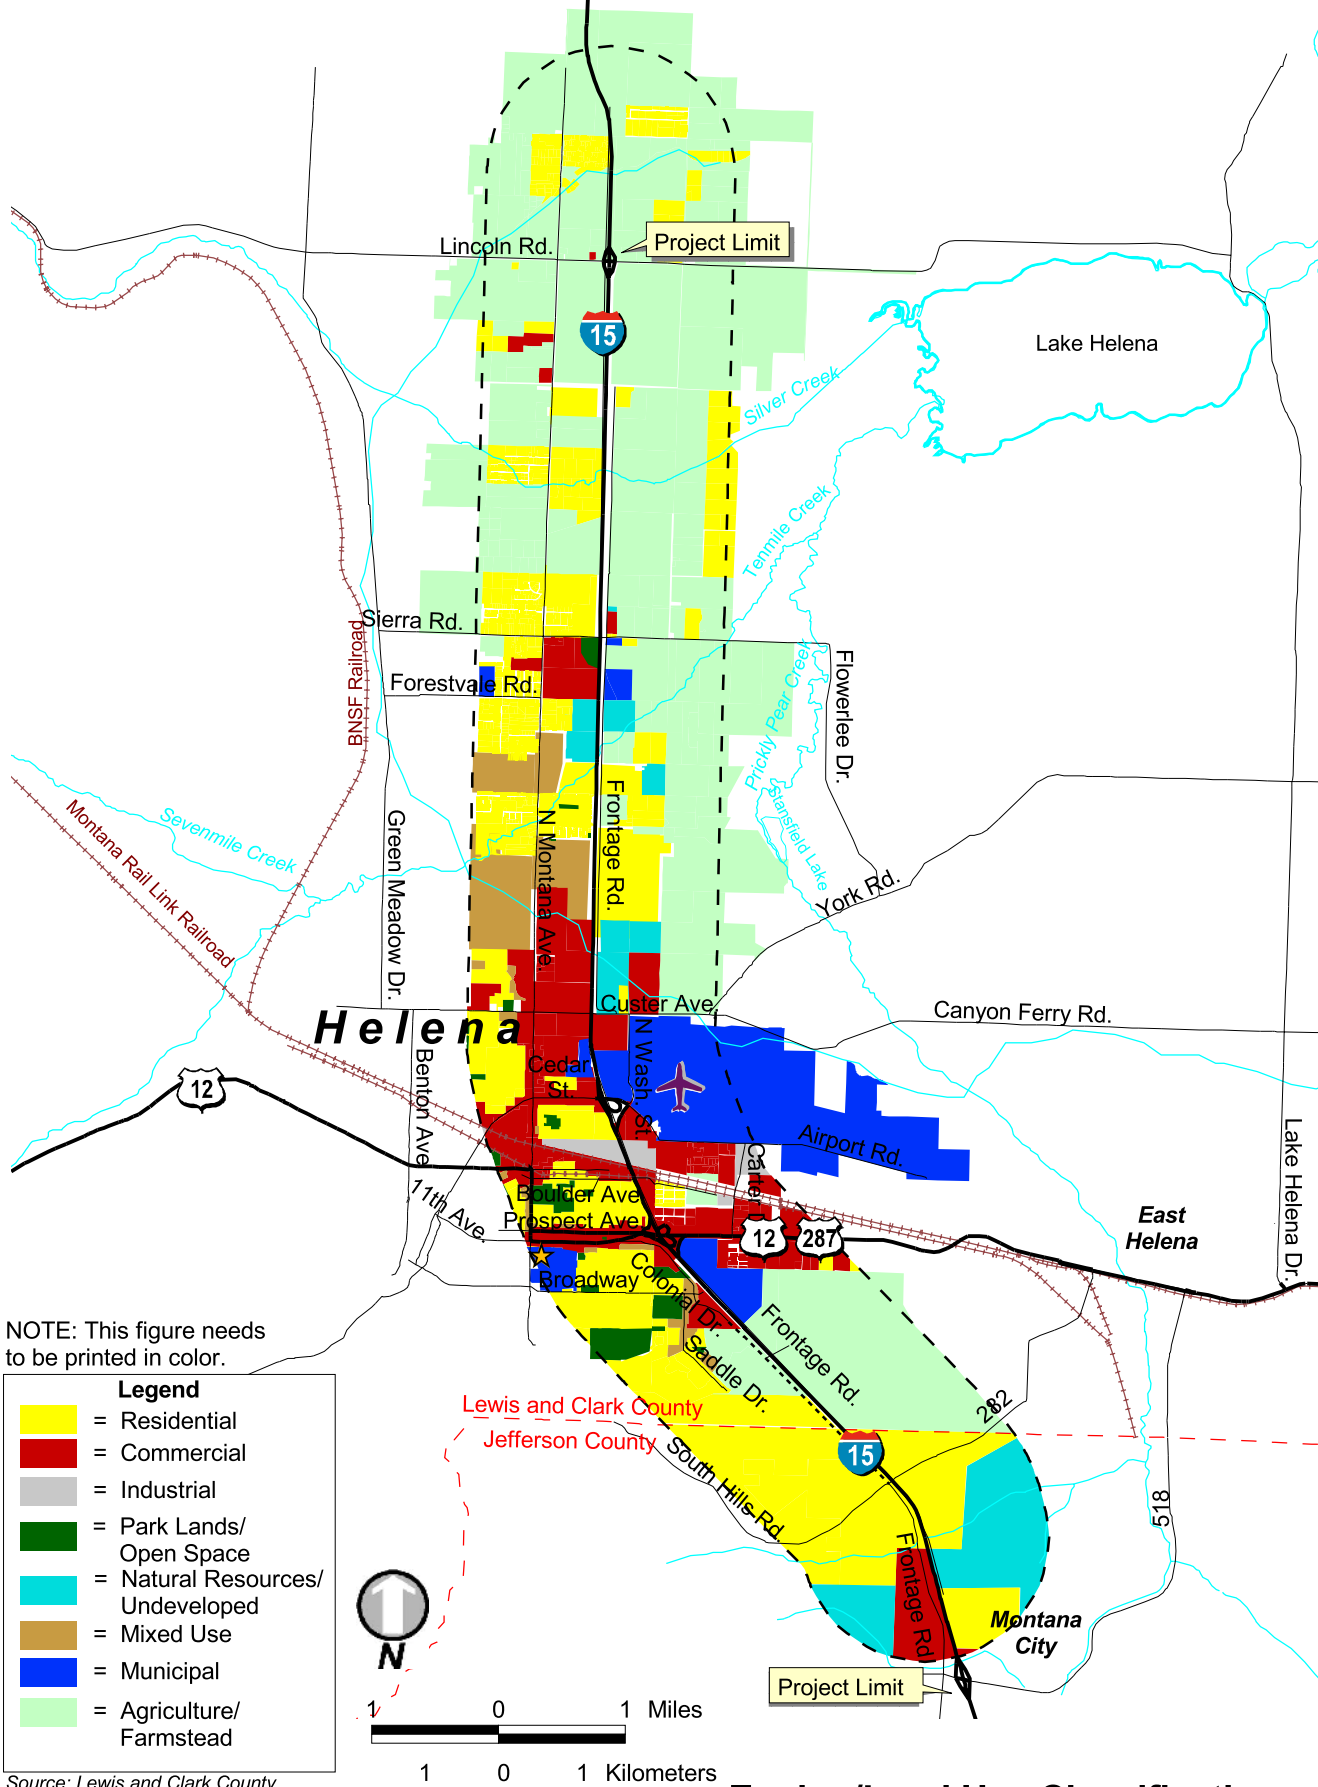 Lincoln Rd.
Project Limit
15
Lake Helena
Silver Creek
Tenmile Creek
Sierra Rd.
BNSF Railroad
Forestvale Rd.
Flowerlee Dr.
Prickly Pear Creek
Stansfield Lake
Montana Rail Link Railroad
Sevenmile Creek
Green Meadow Dr.
N Montana Ave.
Frontage Rd.
York Rd.
Custer Ave.
Canyon Ferry Rd.
Helena
N Wash. St.
Cedar
St.
Benton Ave.
12
Airport Rd.
Carter D
Lake Helena Dr.
11th Ave.
Boulder Ave
Prospect Ave.
12
287
East
Helena
Broadway
Colonial Dr.
Frontage Rd.
Saddle Dr.
282
NOTE: This figure needs
to be printed in color.
Lewis and Clark County
Jefferson County
15
South Hills Rd.
518
Frontage Rd.
Montana
City
Project Limit
Legend
= Residential
= Commercial
= Industrial
= Park Lands/
Open Space
= Natural Resources/
Undeveloped
= Mixed Use
= Municipal
= Agriculture/
Farmstead
N
1 0 1 Miles
1 0 1 Kilometers
Source: Lewis and Clark County